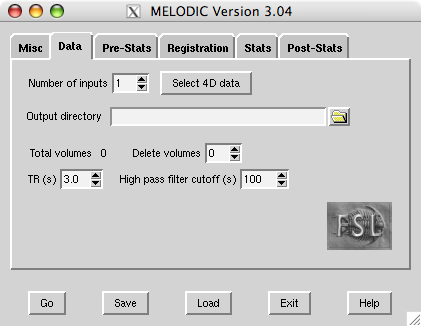 MELODIC Version 3.04
Misc Data Pre-Stats Registration Stats Post-Stats
Number of inputs 1 Select 4D data
Output directory
Total volumes 0 Delete volumes 0
TR (s) 3.0 High pass filter cutoff (s) 100
FSL
Go Save Load Exit Help